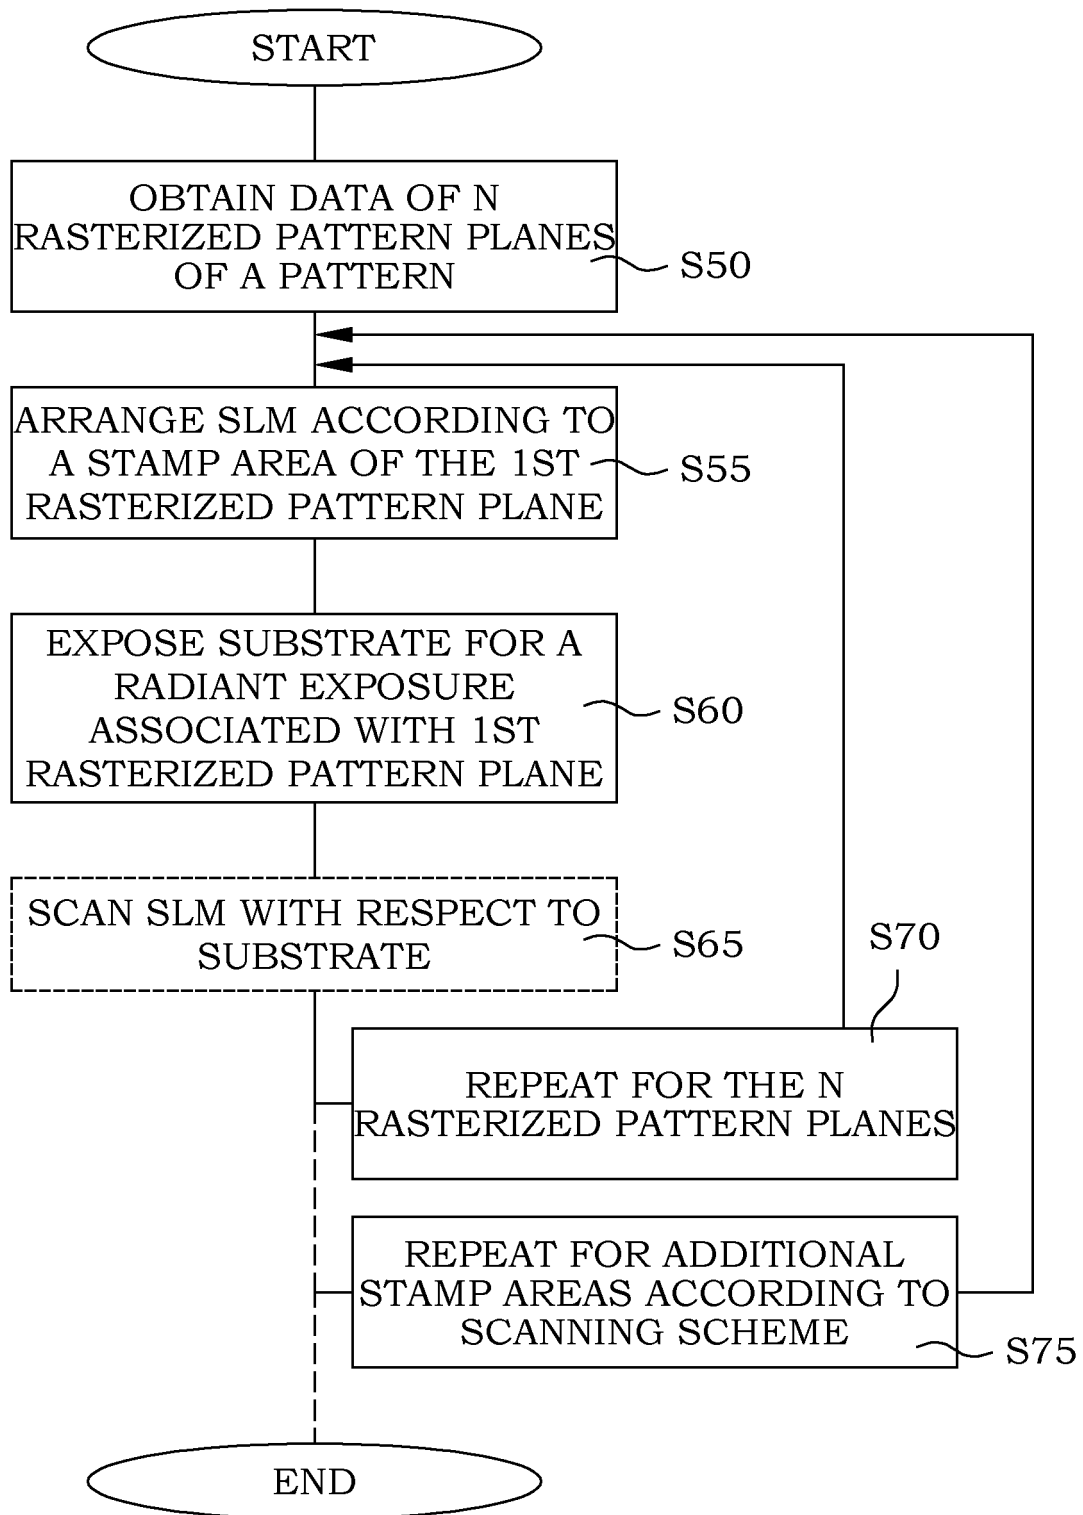 START
OBTAIN DATA OF N
RASTERIZED PATTERN PLANES
OF A PATTERN
S50
ARRANGE SLM ACCORDING TO
A STAMP AREA OF THE 1ST
RASTERIZED PATTERN PLANE
S55
EXPOSE SUBSTRATE FOR A
RADIANT EXPOSURE
ASSOCIATED WITH 1ST
RASTERIZED PATTERN PLANE
S60
SCAN SLM WITH RESPECT TO
SUBSTRATE
S65
S70
REPEAT FOR THE N
RASTERIZED PATTERN PLANES
REPEAT FOR ADDITIONAL
STAMP AREAS ACCORDING TO
SCANNING SCHEME
S75
END